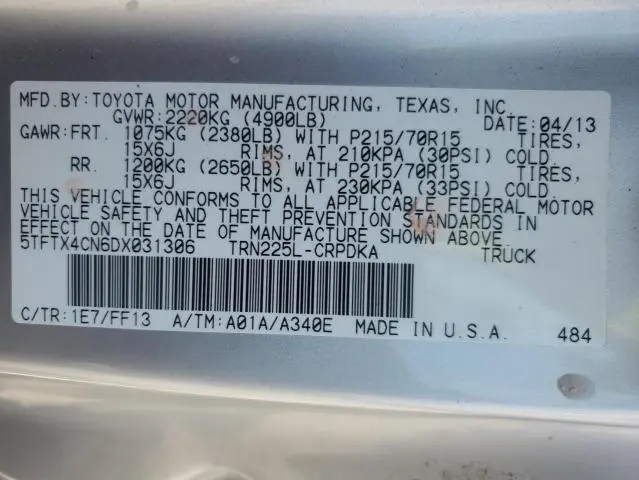 MFD.BY:TOYOTA MOTOR MANUFACTURING, TEXAS, INC
GVWR:2220KG (4900LB) DATE:04/13
GAWR:FRT. 1075KG (2380LB) WITH P215/70R15 TIRES,
15X6J RIMS, AT 210KPA (30PSI) COLD
RR. 1200KG (2650LB) WITH P215/70R15 TIRES,
15X6J RIMS, AT 230KPA (33PSI) COLD.
THIS VEHICLE CONFORMS TO ALL APPLICABLE FEDERAL MOTOR
VEHICLE SAFETY AND THEFT PREVENTION STANDARDS IN
EFFECT ON THE DATE OF MANUFACTURE SHOWN ABOVE.
5TFTX4CN6DX031306 TRN225L-CRPDKA TRUCK
C/TR:1E7/FF13 A/TM:A01A/A340E MADE IN U.S.A. 484